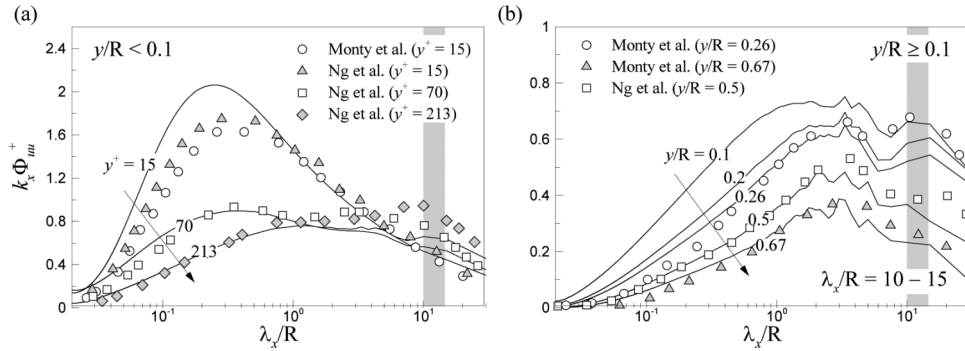 (a)
y/R < 0.1
Monty et al. (y⁺ = 15)
Ng et al. (y⁺ = 15)
Ng et al. (y⁺ = 70)
Ng et al. (y⁺ = 213)
y⁺ = 15
70
213
kₓΦ⁺ᵤᵤ
2.4
2
1.6
1.2
0.8
0.4
0
10⁻¹
10⁰
10¹
λₓ/R
(b)
y/R ≥ 0.1
Monty et al. (y/R = 0.26)
Monty et al. (y/R = 0.67)
Ng et al. (y/R = 0.5)
y/R = 0.1
0.2
0.26
0.5
0.67
λₓ/R = 10 – 15
1
0.8
0.6
0.4
0.2
0
10⁻¹
10⁰
10¹
λₓ/R